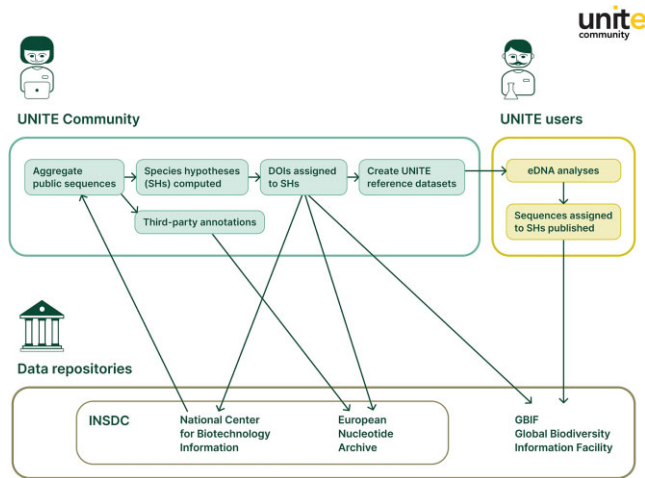 unite
community
UNITE Community
UNITE users
Aggregate
public sequences
Species hypotheses
(SHs) computed
DOIs assigned
to SHs
Create UNITE
reference datasets
eDNA analyses
Third-party annotations
Sequences assigned
to SHs published
Data repositories
INSDC
National Center
for Biotechnology
Information
European
Nucleotide
Archive
GBIF
Global Biodiversity
Information Facility